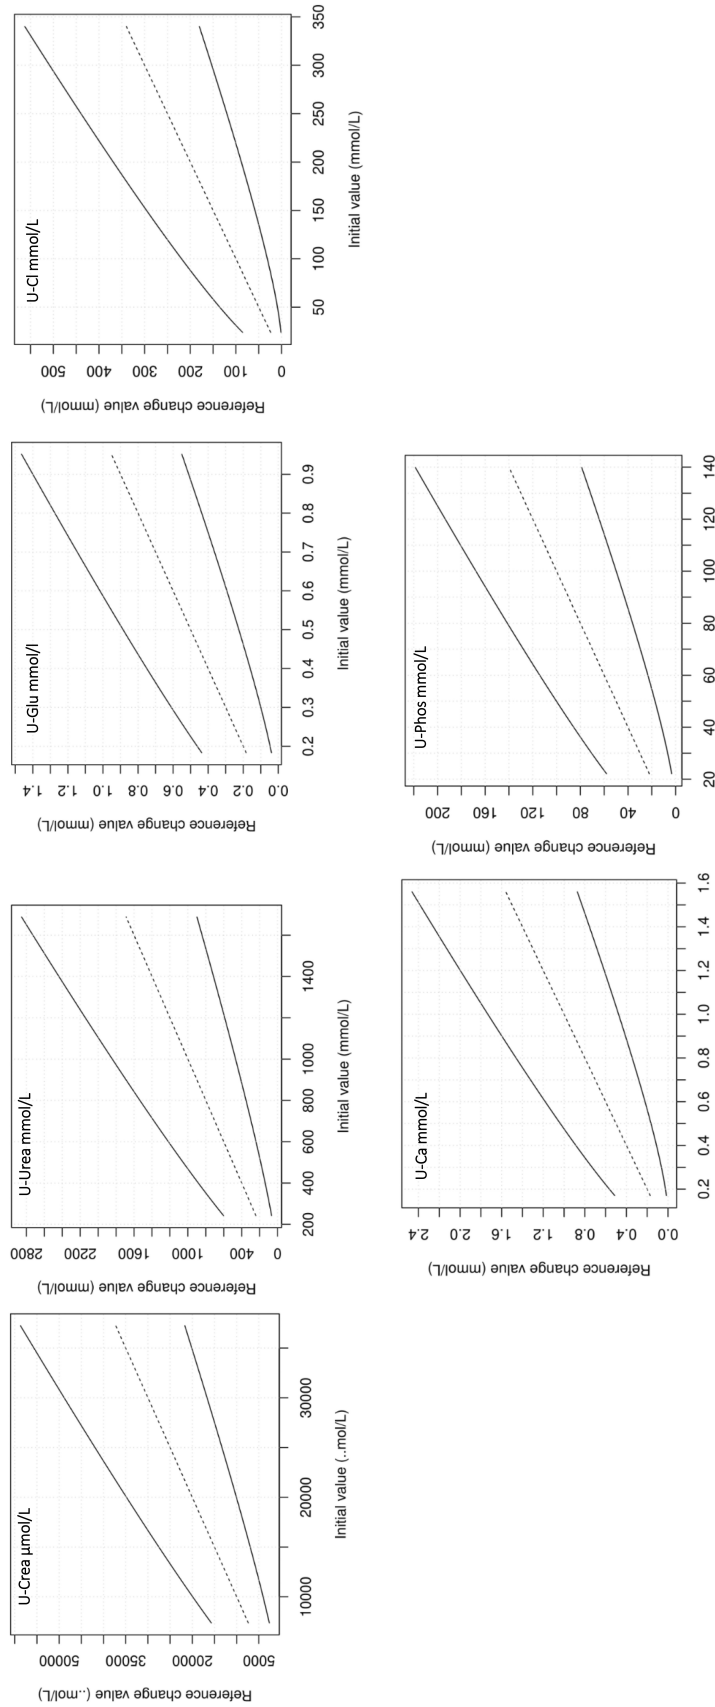 U-Crea µmol/L
Reference change value (..mol/L)
5000 20000 35000 50000
10000 20000 30000
Initial value (..mol/L)
U-Urea mmol/L
Reference change value (mmol/L)
0 400 1000 1600 2200 2800
200 400 600 800 1000 1400
Initial value (mmol/L)
U-Glu mmol/l
Reference change value (mmol/L)
0.0 0.2 0.4 0.6 0.8 1.0 1.2 1.4
0.2 0.3 0.4 0.5 0.6 0.7 0.8 0.9
Initial value (mmol/L)
U-Cl mmol/L
Reference change value (mmol/L)
0 100 200 300 400 500
50 100 150 200 250 300 350
Initial value (mmol/L)
U-Ca mmol/L
Reference change value (mmol/L)
0.0 0.4 0.8 1.2 1.6 2.0 2.4
0.2 0.4 0.6 0.8 1.0 1.2 1.4 1.6
U-Phos mmol/L
Reference change value (mmol/L)
0 40 80 120 160 200
20 40 60 80 100 120 140